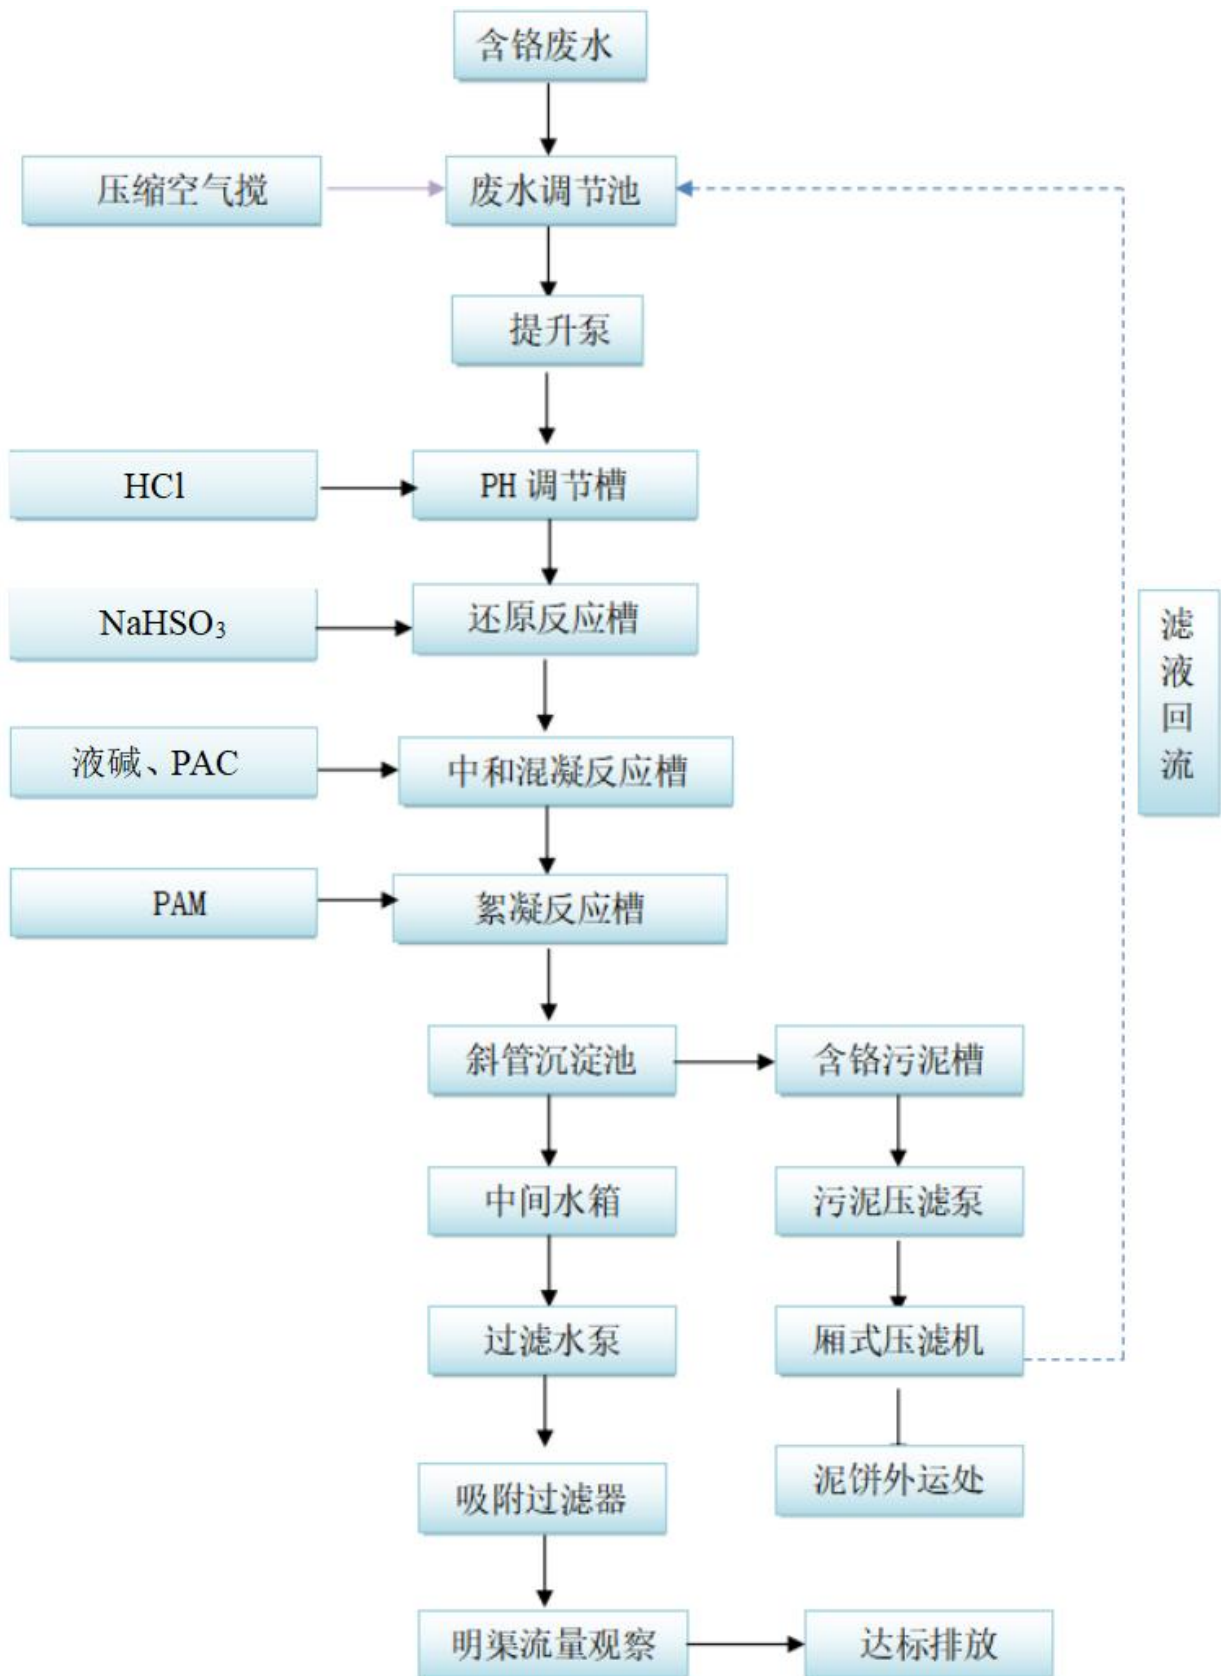 含铬废水
压缩空气搅
废水调节池
提升泵
HCl
PH 调节槽
NaHSO₃
还原反应槽
滤
液
回
流
液碱、PAC
中和混凝反应槽
PAM
絮凝反应槽
斜管沉淀池
含铬污泥槽
中间水箱
污泥压滤泵
过滤水泵
厢式压滤机
吸附过滤器
泥饼外运处
明渠流量观察
达标排放